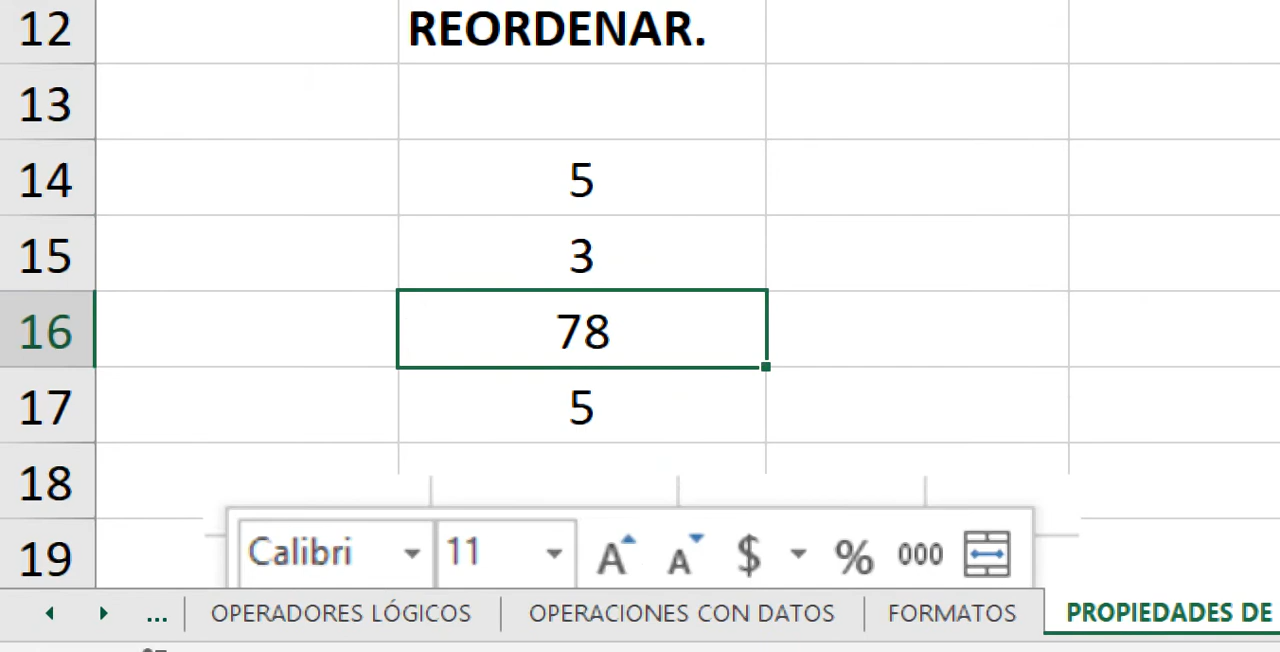 12 REORDENAR.
13
14 5
15 3
16 78
17 5
18
19
Calibri 11 A A $ % 000
... OPERADORES LÓGICOS OPERACIONES CON DATOS FORMATOS PROPIEDADES DE